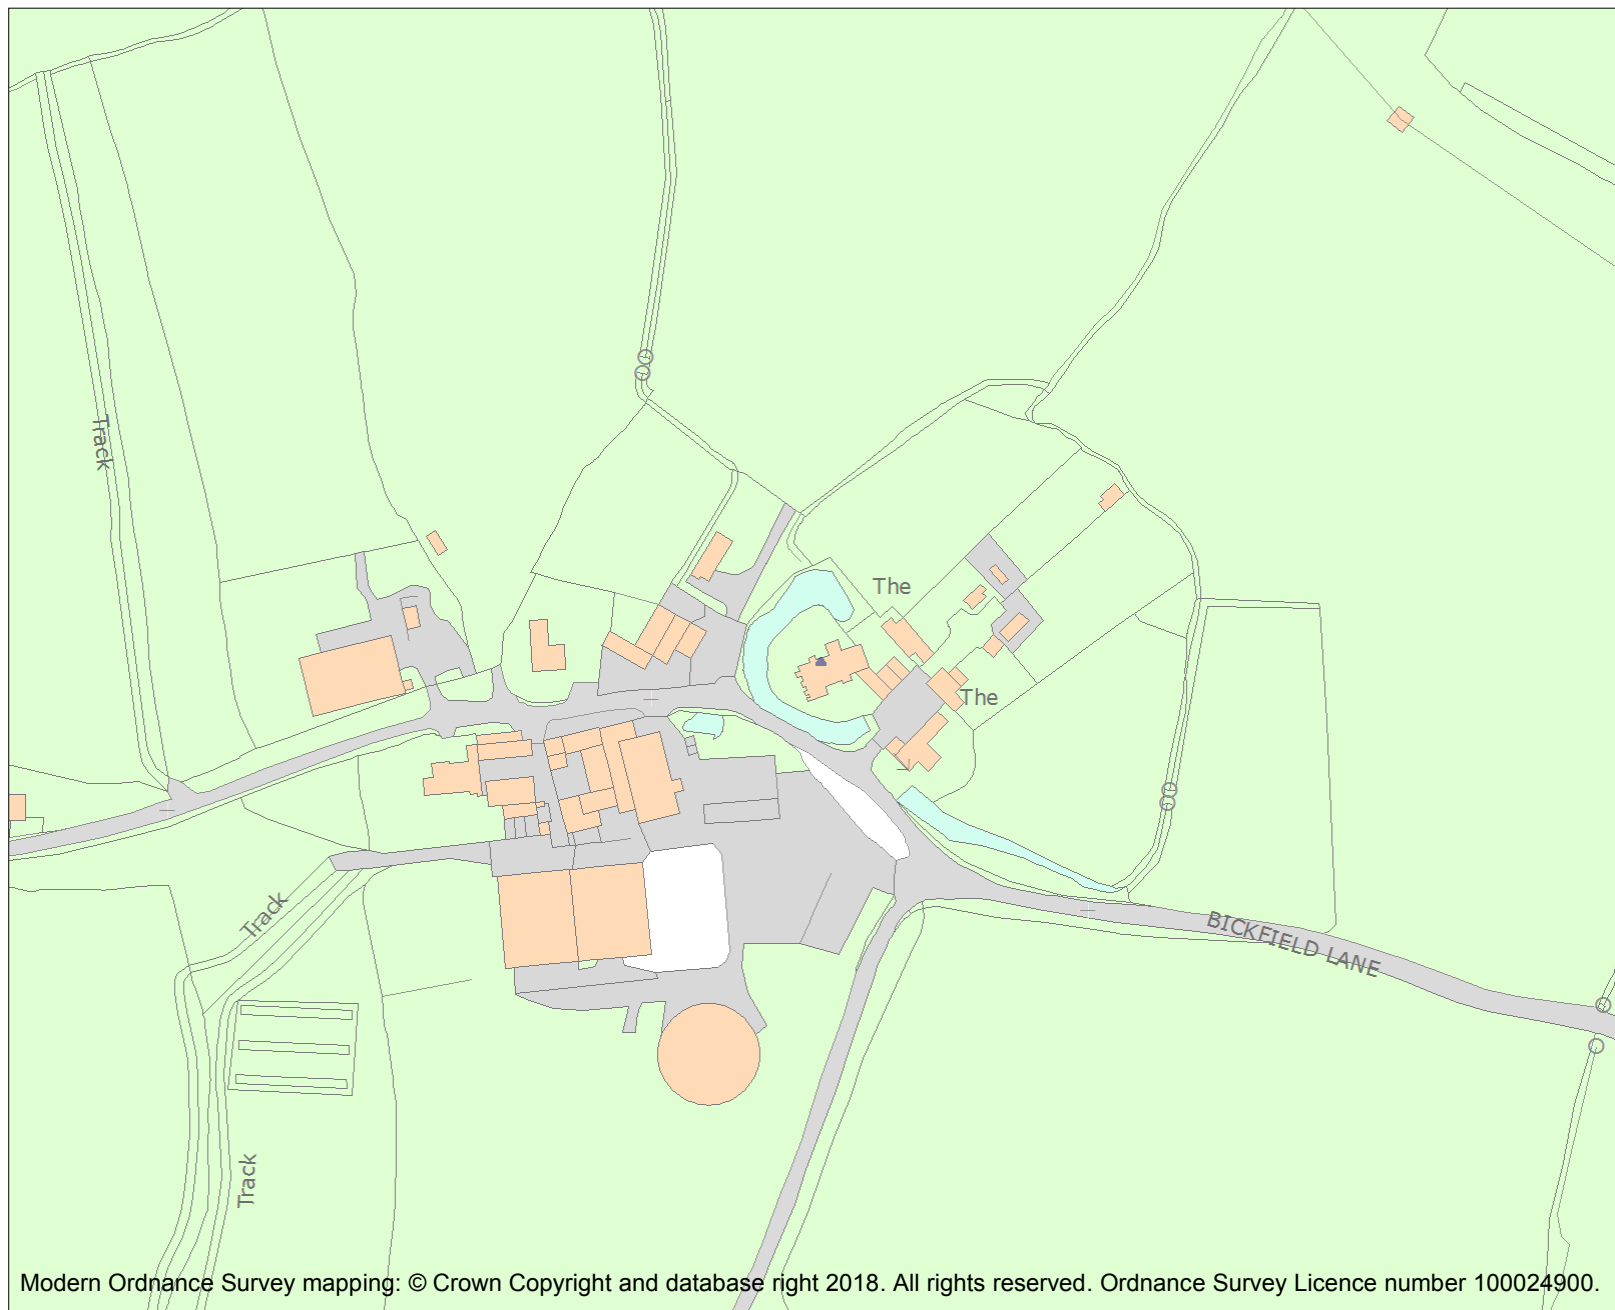 Track
The
The
Track
BICKFIELD LANE
Track
Modern Ordnance Survey mapping: © Crown Copyright and database right 2018. All rights reserved. Ordnance Survey Licence number 100024900.